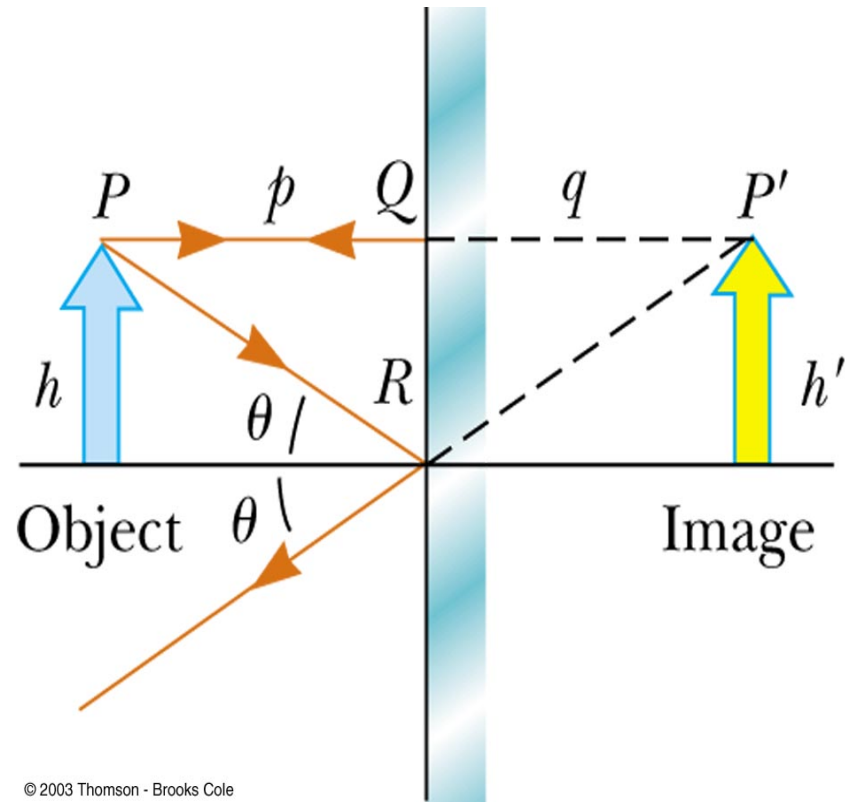 P p Q q P′
h R h′
θ
θ
Object Image
© 2003 Thomson - Brooks Cole